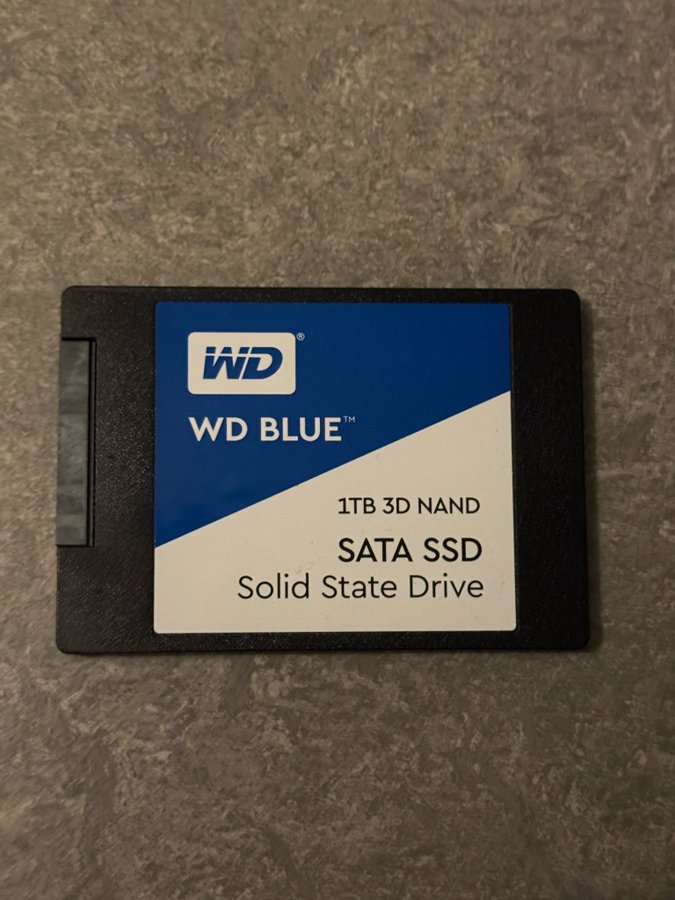 WD®
WD BLUE™
1TB 3D NAND
SATA SSD
Solid State Drive